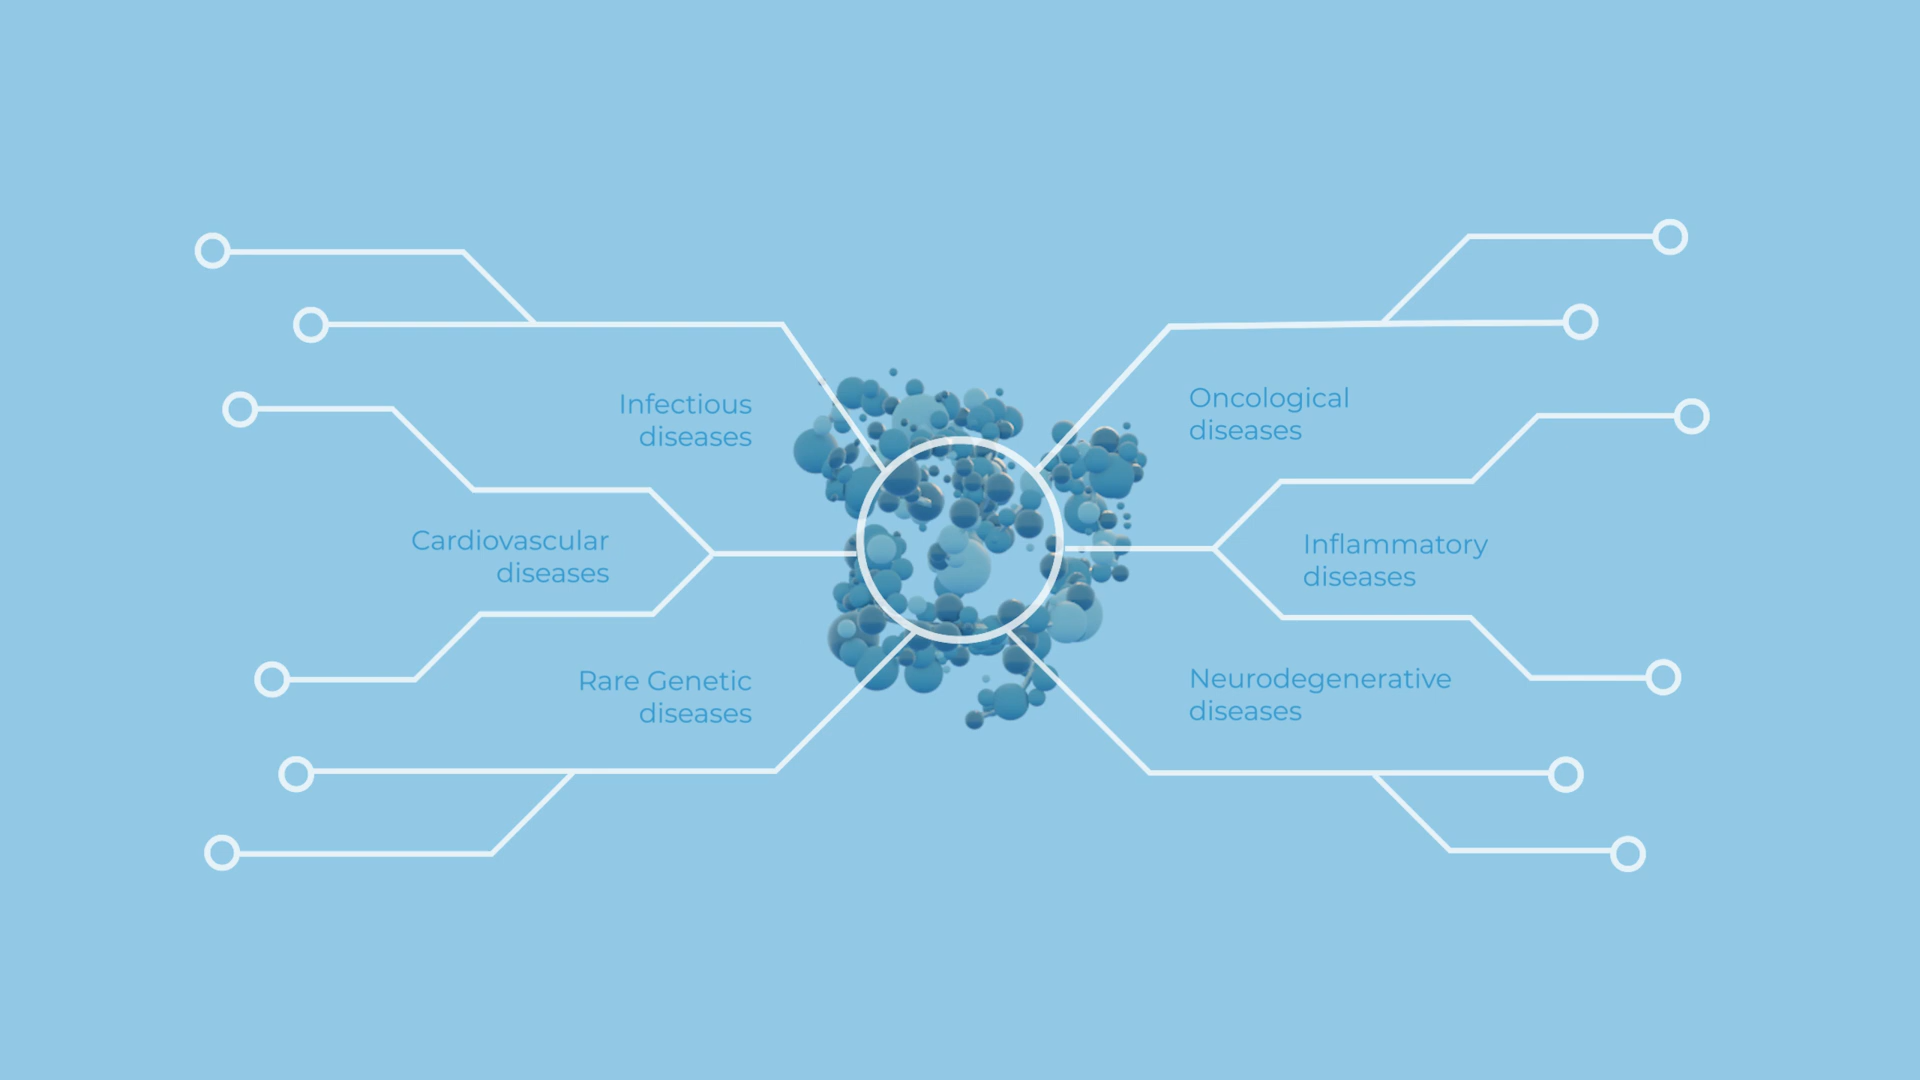 Infectious
diseases
Cardiovascular
diseases
Rare Genetic
diseases
Oncological
diseases
Inflammatory
diseases
Neurodegenerative
diseases